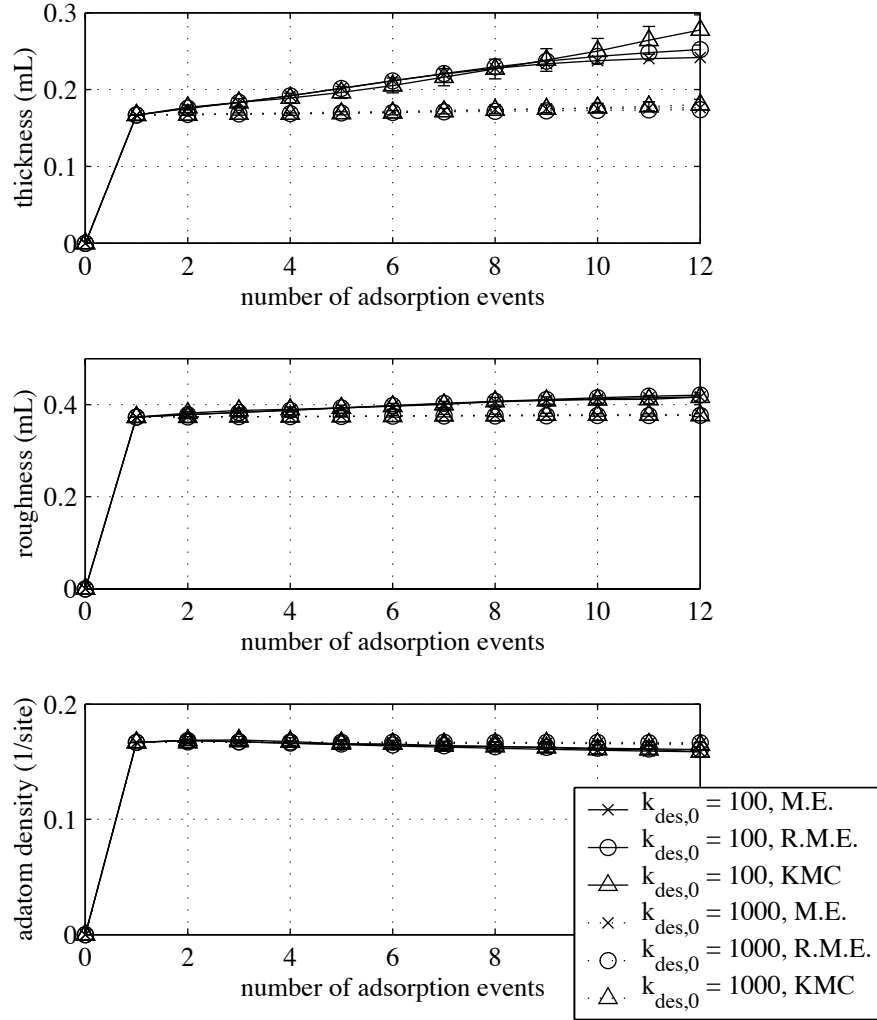 0.3
0.2
0.1
0
thickness (mL)
0 2 4 6 8 10 12
number of adsorption events
0.4
0.2
0
roughness (mL)
0 2 4 6 8 10 12
number of adsorption events
0.2
0.1
0
adatom density (1/site)
0 2 4 6 8
number of adsorption events
k_des,0 = 100, M.E.
k_des,0 = 100, R.M.E.
k_des,0 = 100, KMC
k_des,0 = 1000, M.E.
k_des,0 = 1000, R.M.E.
k_des,0 = 1000, KMC